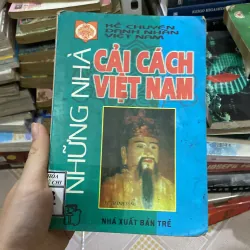 KỂ CHUYỆN
DANH NHÂN
VIỆT NAM
NHỮNG NHÀ
CẢI CÁCH
VIỆT NAM
NHÀ XUẤT BẢN TRẺ